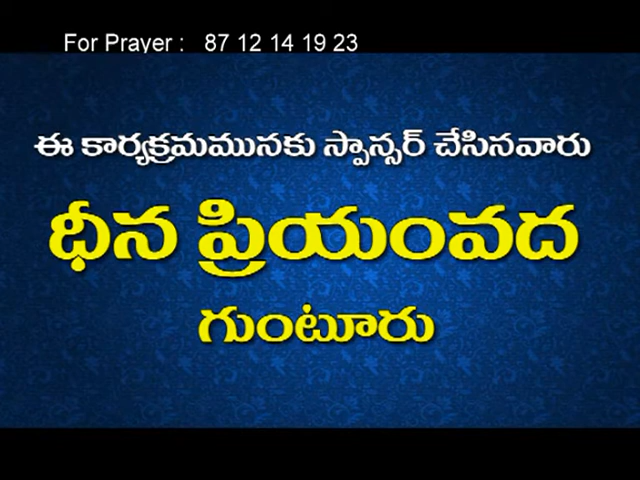 For Prayer : 87 12 14 19 23
ఈ కార్యక్రమమునకు స్పాన్సర్ చేసినవారు
ధీన ప్రియంవద
గుంటూరు